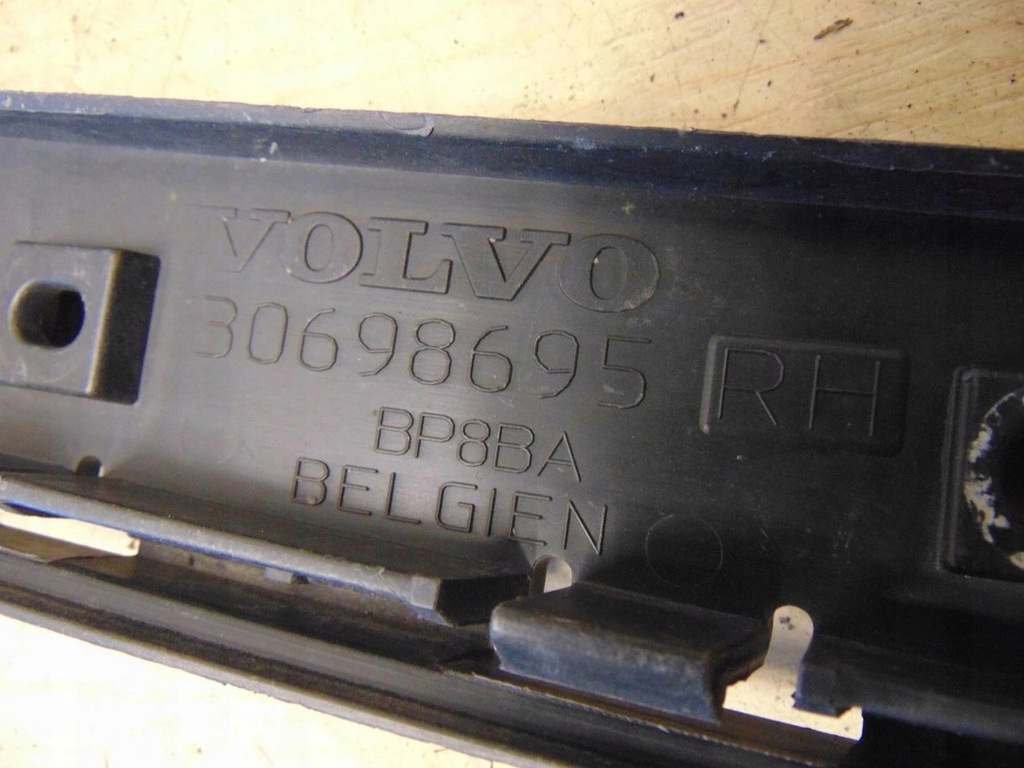 VOLVO
30698695 RH
BP8BA
BELGIEN